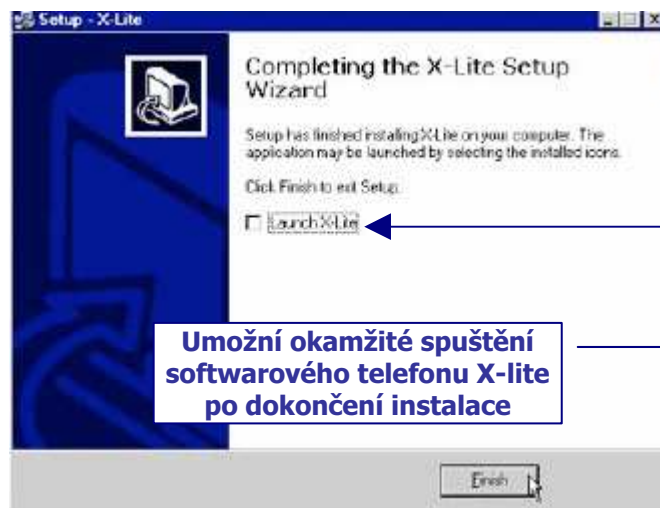 Setup - X-Lite
Completing the X-Lite Setup
Wizard
Setup has finished installing X-Lite on your computer. The
application may be launched by selecting the installed icons.
Click Finish to exit Setup.
Launch X-Lite
Umožní okamžité spuštění
softwarového telefonu X-lite
po dokončení instalace
Finish